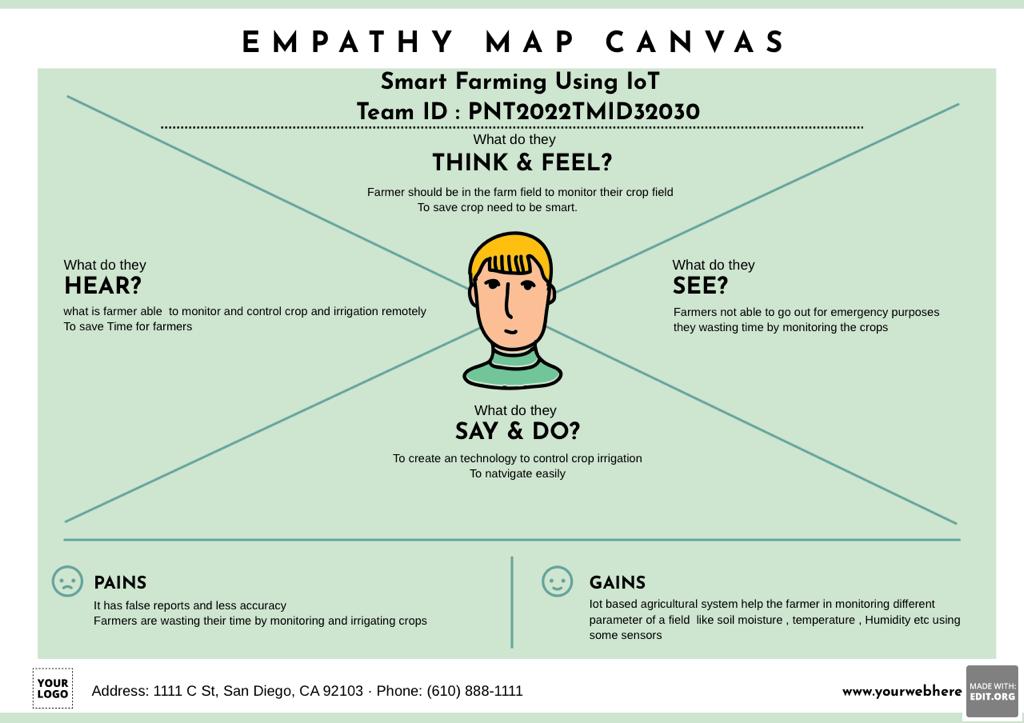 EMPATHY MAP CANVAS
Smart Farming Using IoT
Team ID : PNT2022TMID32030
What do they
THINK & FEEL?
Farmer should be in the farm field to monitor their crop field
To save crop need to be smart.
What do they
HEAR?
what is farmer able  to monitor and control crop and irrigation remotely
To save Time for farmers
What do they
SEE?
Farmers not able to go out for emergency purposes
they wasting time by monitoring the crops
What do they
SAY & DO?
To create an technology to control crop irrigation
To natvigate easily
PAINS
It has false reports and less accuracy
Farmers are wasting their time by monitoring and irrigating crops
GAINS
Iot based agricultural system help the farmer in monitoring different
parameter of a field  like soil moisture , temperature , Humidity etc using
some sensors
YOUR
LOGO
Address: 1111 C St, San Diego, CA 92103 · Phone: (610) 888-1111
www.yourwebhere
MADE WITH:
EDIT.ORG